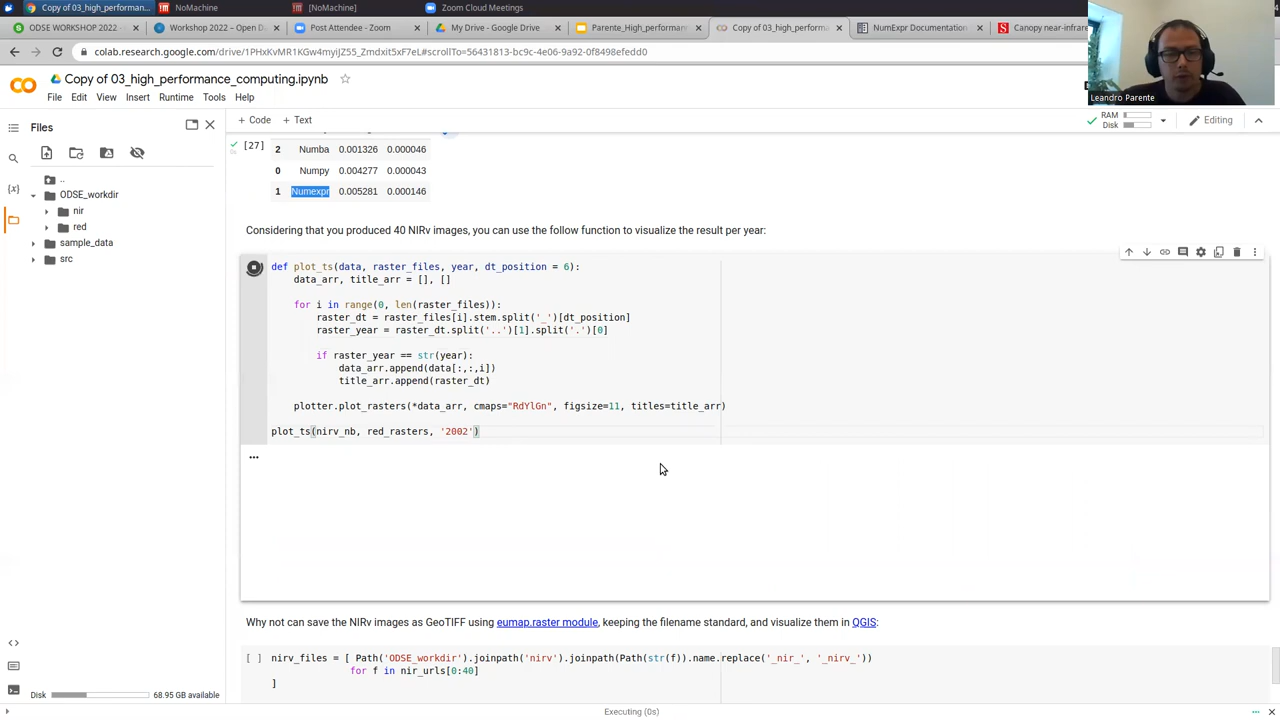 Copy of 03_high_performan...
NoMachine
[NoMachine]
Zoom Cloud Meetings
ODSE WORKSHOP 2022 -
Workshop 2022 – Open D
Post Attendee - Zoom
My Drive - Google Drive
Parente_High_performanc
Copy of 03_high_performa
NumExpr Documentation
Canopy near-infrare
colab.research.google.com/drive/1PHxKvMR1KGw4myiJZ55_Zmdxit5xF7eL#scrollTo=56431813-bc9c-4e06-9a92-0f8498efedd0
Leandro Parente
Copy of 03_high_performance_computing.ipynb
File Edit View Insert Runtime Tools Help
RAM
Disk
Editing
Files
+ Code + Text
[27]
2 Numba 0.001326 0.000046
0 Numpy 0.004277 0.000043
1 Numexpr 0.005281 0.000146
..
ODSE_workdir
nir
red
sample_data
src
Considering that you produced 40 NIRv images, you can use the follow function to visualize the result per year:
def plot_ts(data, raster_files, year, dt_position = 6):
data_arr, title_arr = [], []
for i in range(0, len(raster_files)):
raster_dt = raster_files[i].stem.split('_')[dt_position]
raster_year = raster_dt.split('..')[1].split('.')[0]
if raster_year == str(year):
data_arr.append(data[:,:,i])
title_arr.append(raster_dt)
plotter.plot_rasters(*data_arr, cmaps="RdYlGn", figsize=11, titles=title_arr)
plot_ts(nirv_nb, red_rasters, '2002')
...
Why not can save the NIRv images as GeoTIFF using eumap.raster module, keeping the filename standard, and visualize them in QGIS:
[ ] nirv_files = [ Path('ODSE_workdir').joinpath('nirv').joinpath(Path(str(f)).name.replace('_nir_', '_nirv_'))
for f in nir_urls[0:40]
]
Disk 68.95 GB available
Executing (0s)